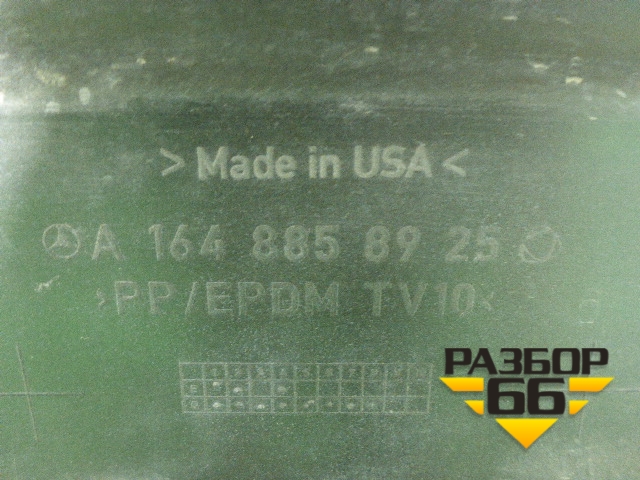 > Made in USA <
A 164 885 89 25
>PP/EPDM TV10<
РАЗБОР
66